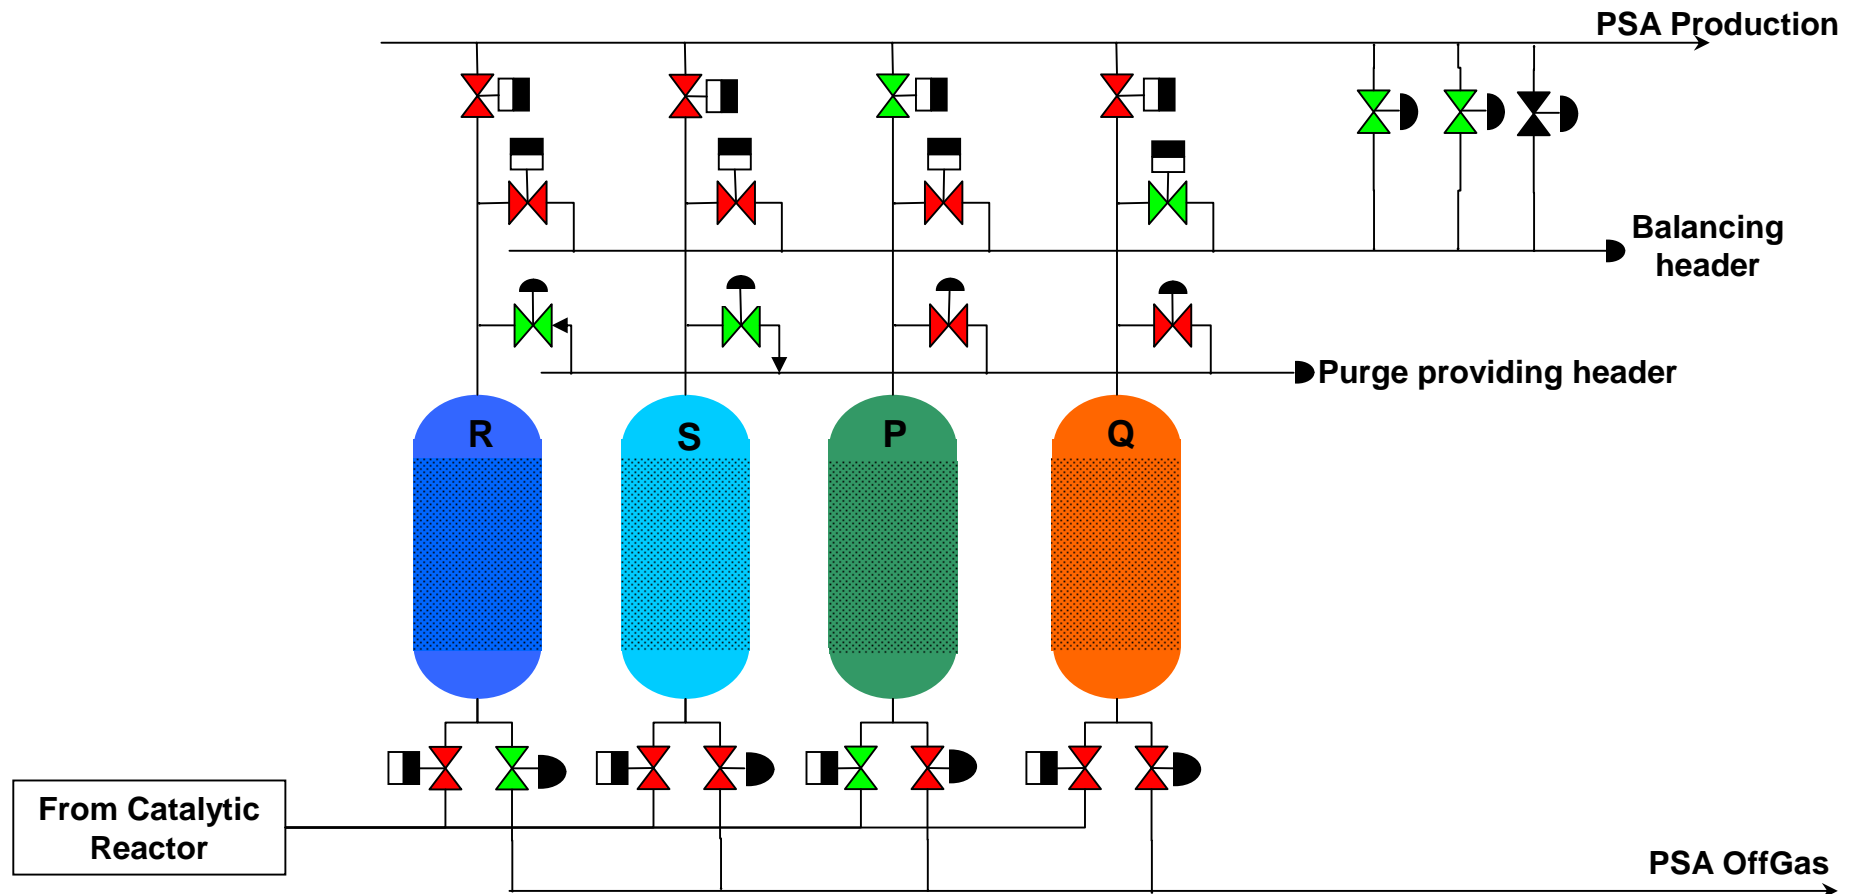 PSA Production
Balancing
header
Purge providing header
R
S
P
Q
From Catalytic
Reactor
PSA OffGas